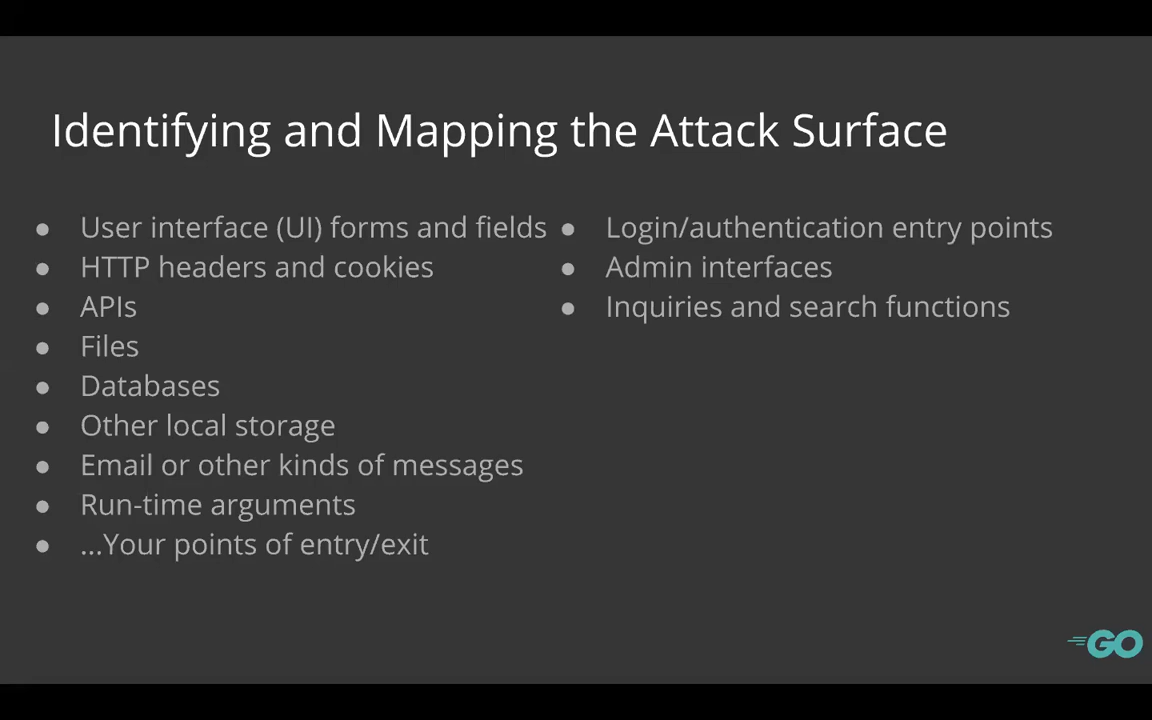 Identifying and Mapping the Attack Surface
● User interface (UI) forms and fields
● HTTP headers and cookies
● APIs
● Files
● Databases
● Other local storage
● Email or other kinds of messages
● Run-time arguments
● ...Your points of entry/exit
● Login/authentication entry points
● Admin interfaces
● Inquiries and search functions
GO